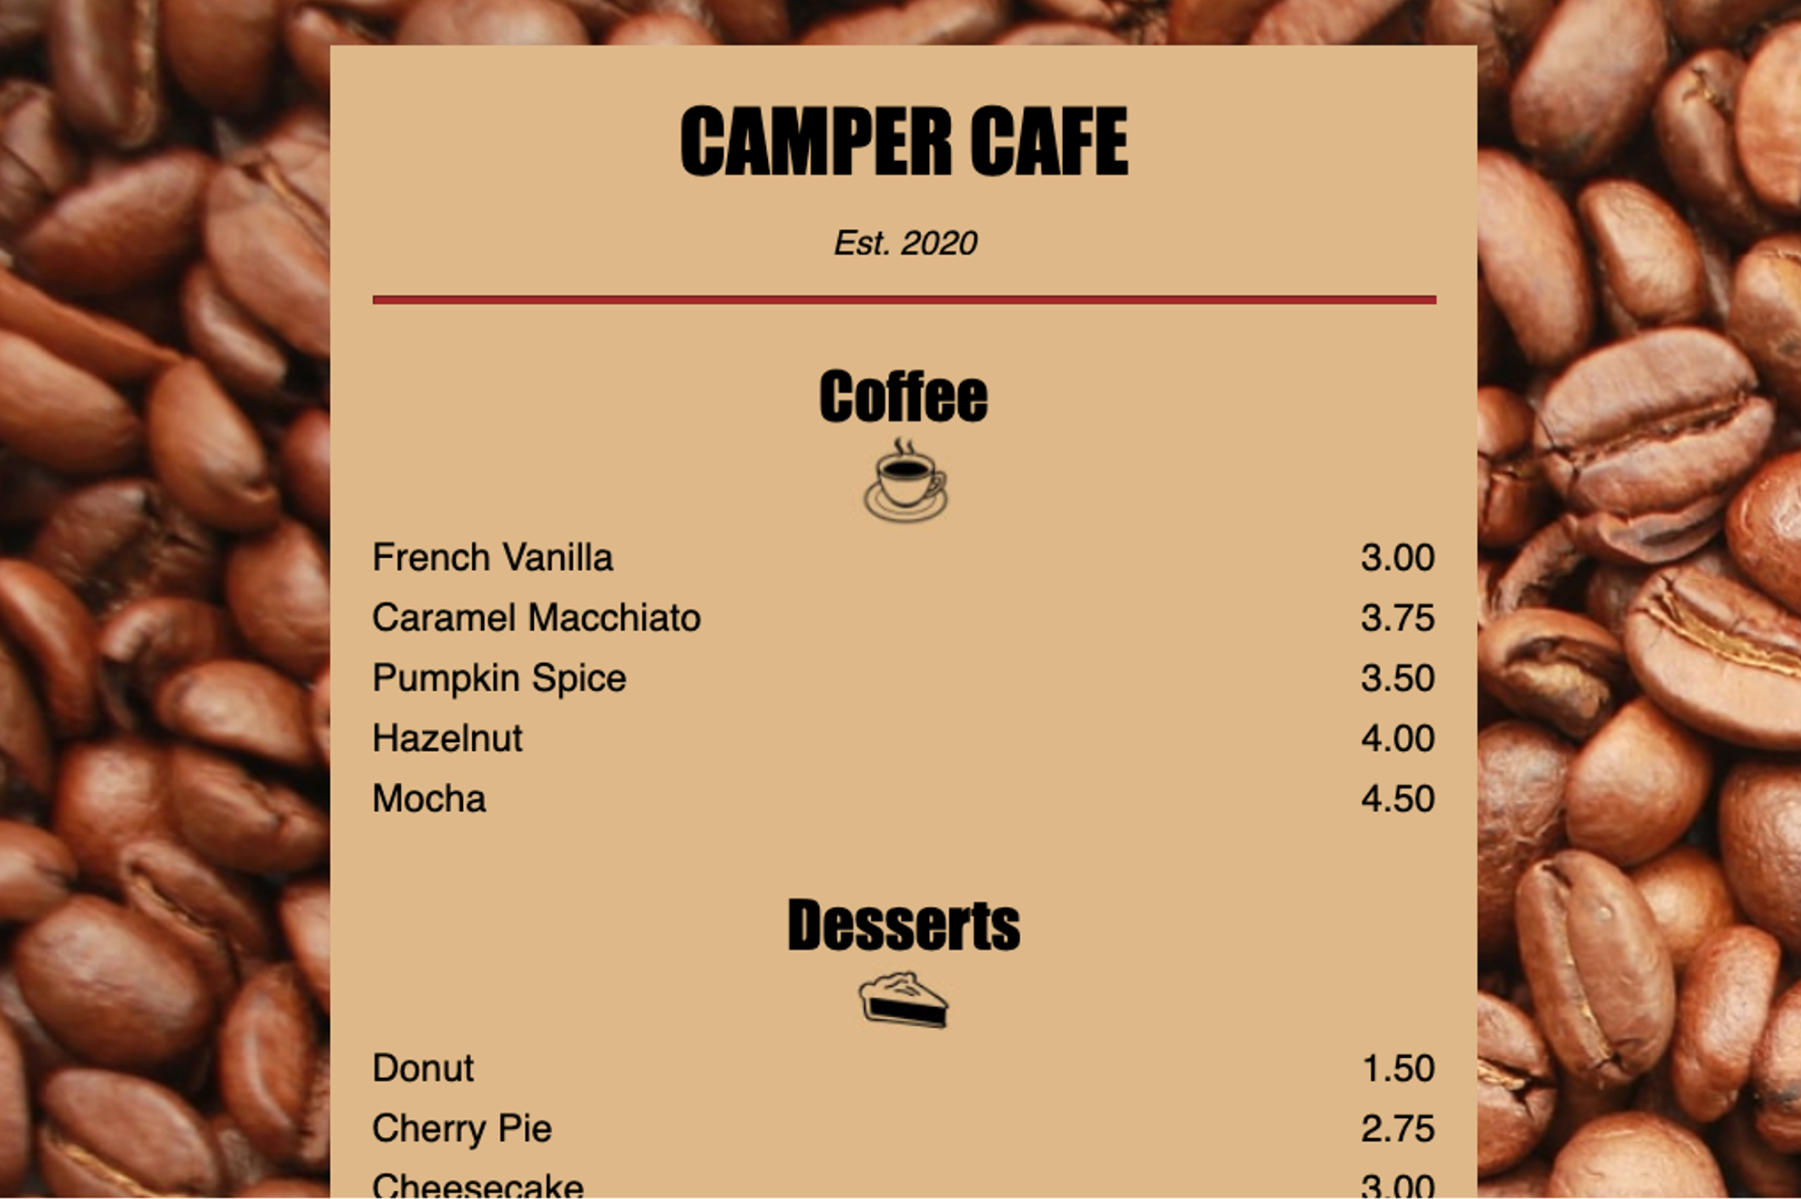 CAMPER CAFE
Est. 2020
Coffee
French Vanilla 3.00
Caramel Macchiato 3.75
Pumpkin Spice 3.50
Hazelnut 4.00
Mocha 4.50
Desserts
Donut 1.50
Cherry Pie 2.75
Cheesecake 3.00